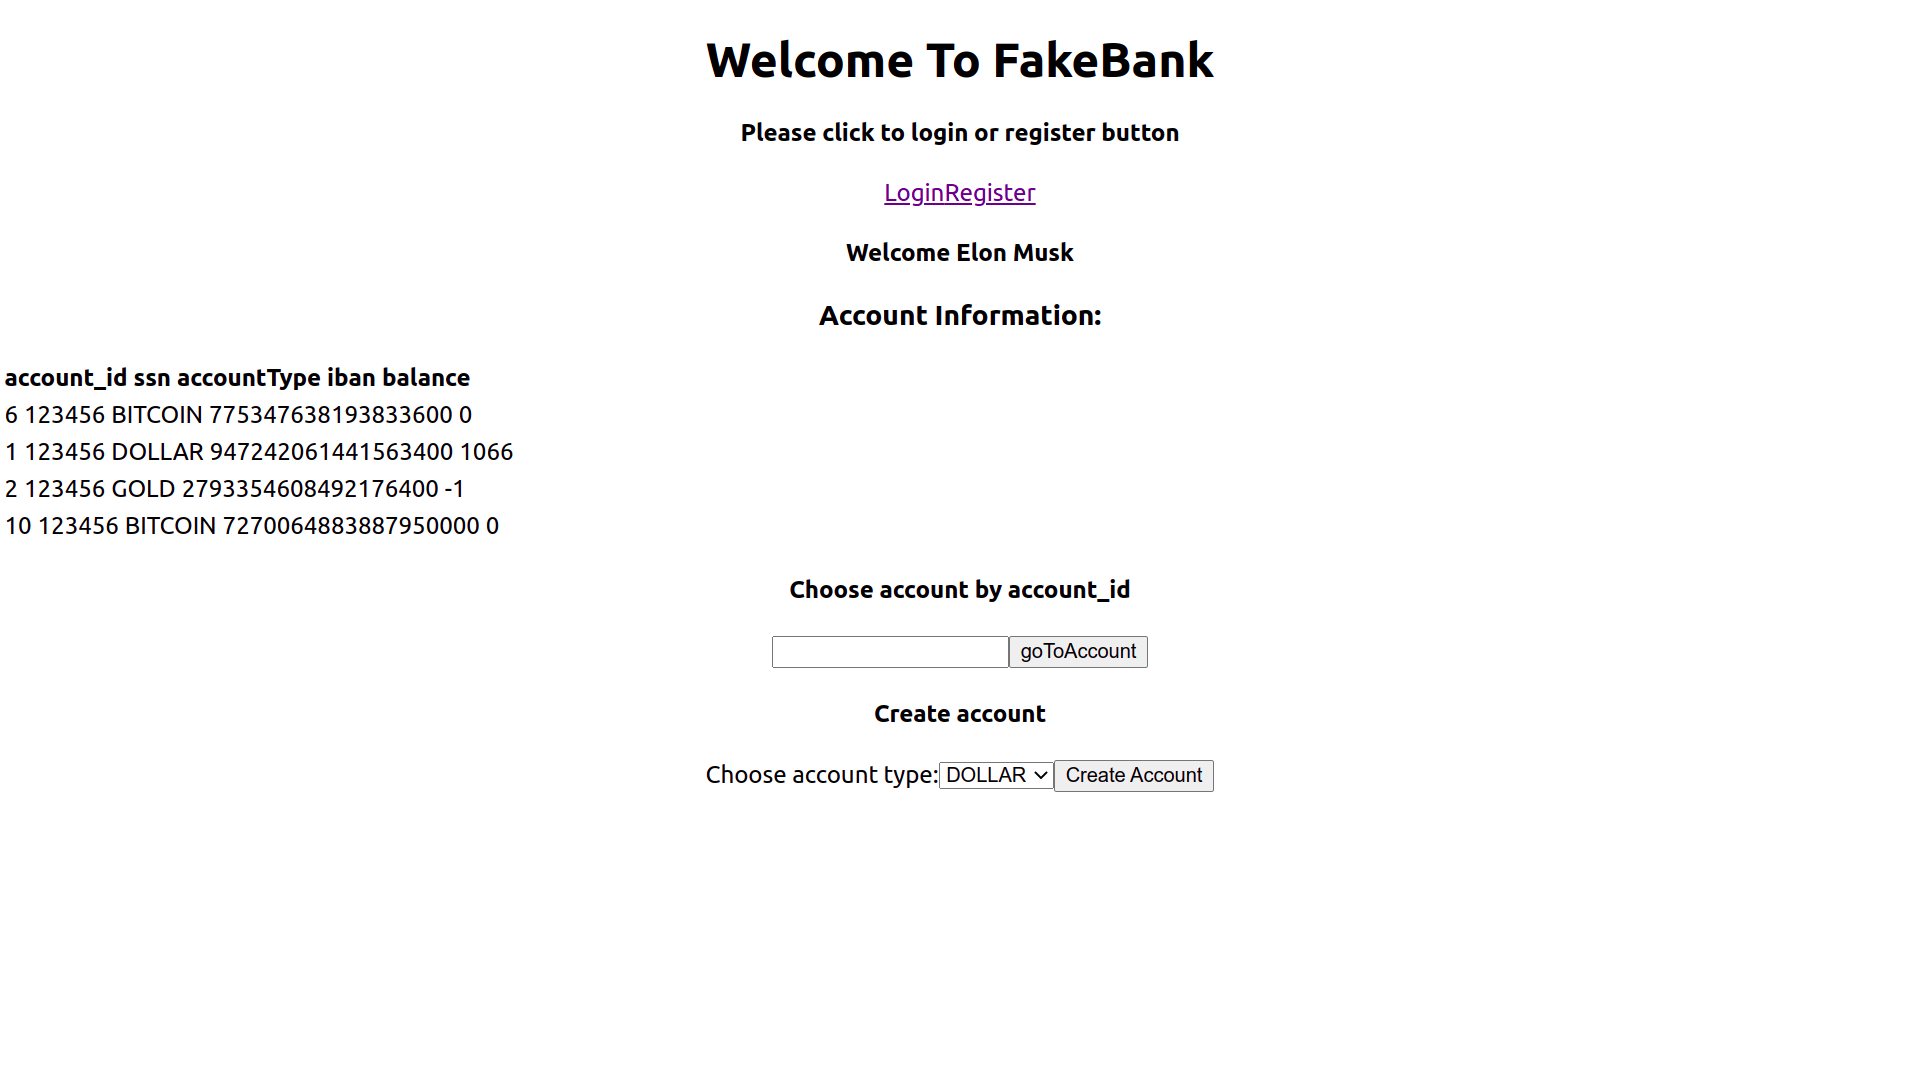 Welcome To FakeBank
Please click to login or register button
LoginRegister
Welcome Elon Musk
Account Information:
account_id ssn accountType iban balance
6 123456 BITCOIN 775347638193833600 0
1 123456 DOLLAR 947242061441563400 1066
2 123456 GOLD 2793354608492176400 -1
10 123456 BITCOIN 7270064883887950000 0
Choose account by account_id
goToAccount
Create account
Choose account type:DOLLAR Create Account